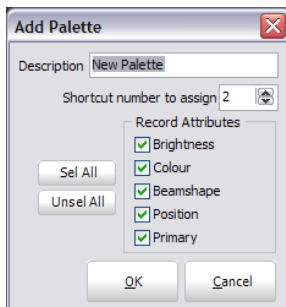 Add Palette
Description New Palette
Shortcut number to assign 2
Record Attributes
Brightness
Sel All
Colour
Unsel All
Beamshape
Position
Primary
OK
Cancel